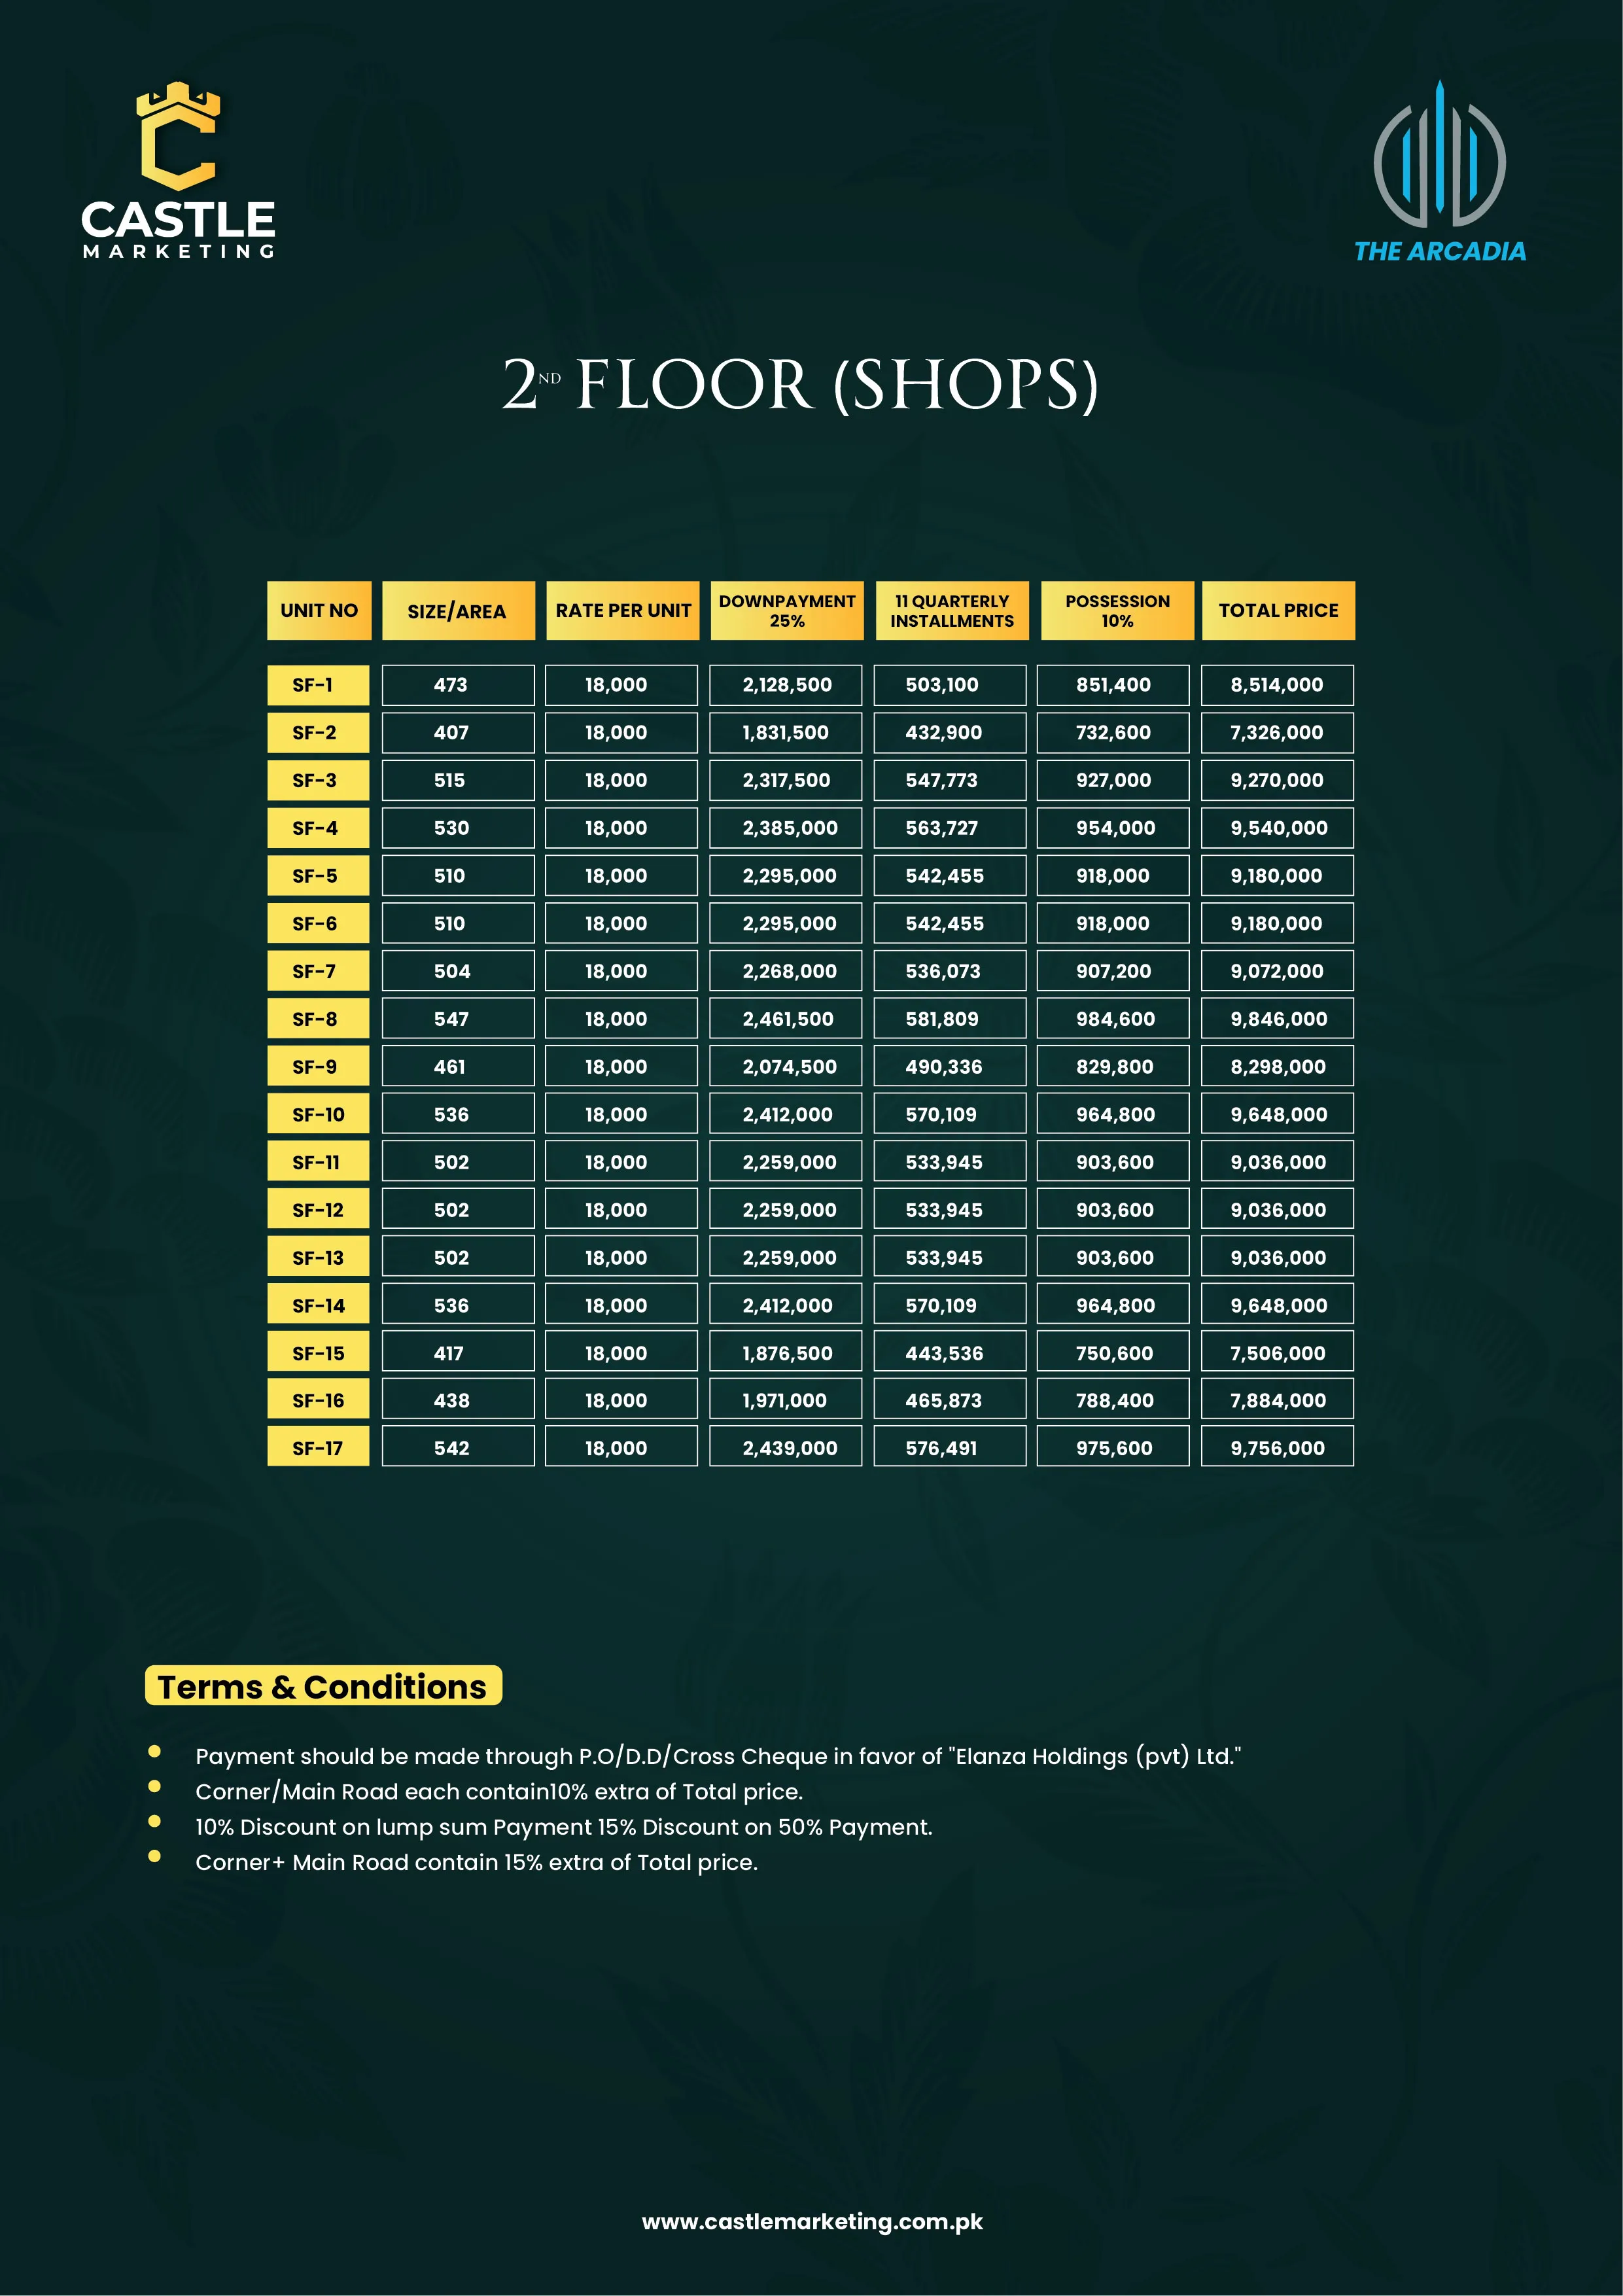 CASTLE
MARKETING
THE ARCADIA
2ND FLOOR (SHOPS)
UNIT NO SIZE/AREA RATE PER UNIT DOWNPAYMENT 25% 11 QUARTERLY INSTALLMENTS POSSESSION 10% TOTAL PRICE
SF-1 473 18,000 2,128,500 503,100 851,400 8,514,000
SF-2 407 18,000 1,831,500 432,900 732,600 7,326,000
SF-3 515 18,000 2,317,500 547,773 927,000 9,270,000
SF-4 530 18,000 2,385,000 563,727 954,000 9,540,000
SF-5 510 18,000 2,295,000 542,455 918,000 9,180,000
SF-6 510 18,000 2,295,000 542,455 918,000 9,180,000
SF-7 504 18,000 2,268,000 536,073 907,200 9,072,000
SF-8 547 18,000 2,461,500 581,809 984,600 9,846,000
SF-9 461 18,000 2,074,500 490,336 829,800 8,298,000
SF-10 536 18,000 2,412,000 570,109 964,800 9,648,000
SF-11 502 18,000 2,259,000 533,945 903,600 9,036,000
SF-12 502 18,000 2,259,000 533,945 903,600 9,036,000
SF-13 502 18,000 2,259,000 533,945 903,600 9,036,000
SF-14 536 18,000 2,412,000 570,109 964,800 9,648,000
SF-15 417 18,000 1,876,500 443,536 750,600 7,506,000
SF-16 438 18,000 1,971,000 465,873 788,400 7,884,000
SF-17 542 18,000 2,439,000 576,491 975,600 9,756,000
Terms & Conditions
Payment should be made through P.O/D.D/Cross Cheque in favor of "Elanza Holdings (pvt) Ltd."
Corner/Main Road each contain10% extra of Total price.
10% Discount on lump sum Payment 15% Discount on 50% Payment.
Corner+ Main Road contain 15% extra of Total price.
www.castlemarketing.com.pk